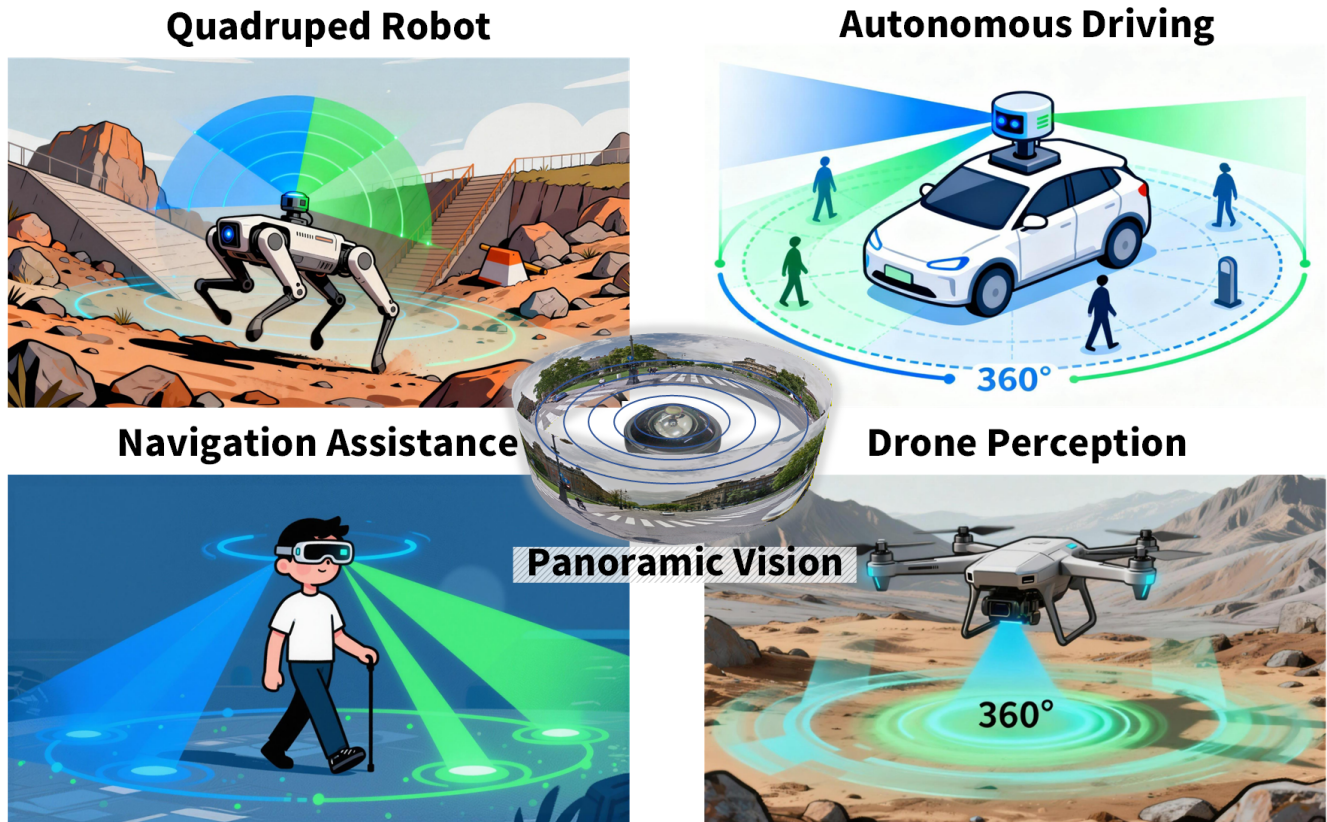 Quadruped Robot
Autonomous Driving
360°
Navigation Assistance
Drone Perception
Panoramic Vision
360°